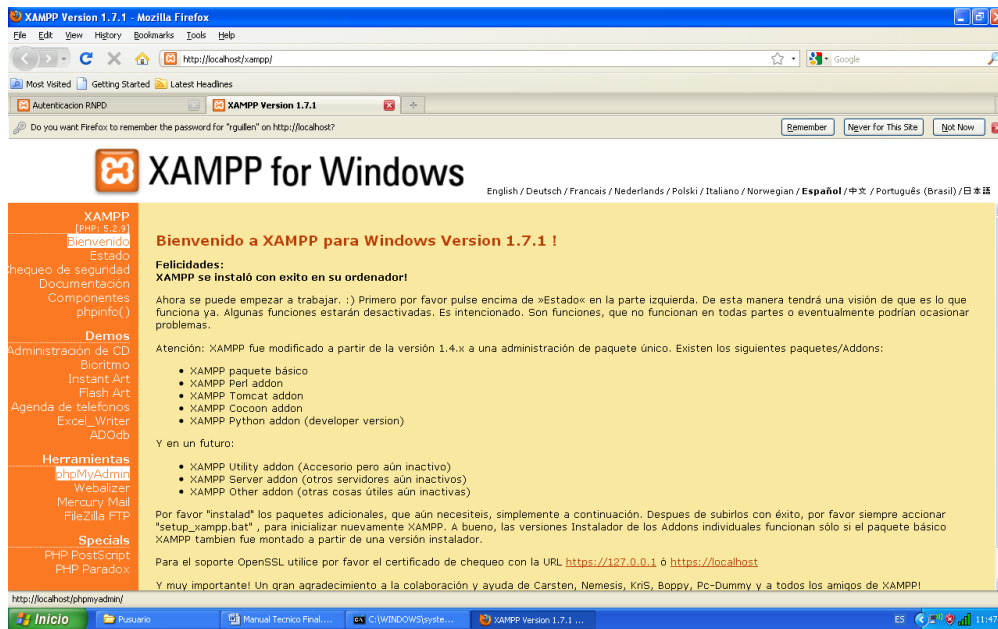 XAMPP Version 1.7.1 - Mozilla Firefox
File Edit View History Bookmarks Tools Help
http://localhost/xampp/
Google
Most Visited Getting Started Latest Headlines
Autenticacion RNPD
XAMPP Version 1.7.1
Do you want Firefox to remember the password for "rguillen" on http://localhost?
Remember Never for This Site Not Now
XAMPP for Windows
English / Deutsch / Francais / Nederlands / Polski / Italiano / Norwegian / Español / 中文 / Português (Brasil) / 日本語
XAMPP
[PHP: 5.2.9]
Bienvenido
Estado
hequeo de seguridad
Documentación
Componentes
phpinfo()
Demos
Administración de CD
Bioritmo
Instant Art
Flash Art
Agenda de telefonos
Excel_Writer
ADOdb
Herramientas
phpMyAdmin
Webalizer
Mercury Mail
FileZilla FTP
Specials
PHP PostScript
PHP Paradox
Bienvenido a XAMPP para Windows Version 1.7.1 !
Felicidades:
XAMPP se instaló con exito en su ordenador!
Ahora se puede empezar a trabajar. :) Primero por favor pulse encima de »Estado« en la parte izquierda. De esta manera tendrá una visión de que es lo que
funciona ya. Algunas funciones estarán desactivadas. Es intencionado. Son funciones, que no funcionan en todas partes o eventualmente podrían ocasionar
problemas.
Atención: XAMPP fue modificado a partir de la versión 1.4.x a una administración de paquete único. Existen los siguientes paquetes/Addons:
• XAMPP paquete básico
• XAMPP Perl addon
• XAMPP Tomcat addon
• XAMPP Cocoon addon
• XAMPP Python addon (developer version)
Y en un futuro:
• XAMPP Utility addon (Accesorio pero aún inactivo)
• XAMPP Server addon (otros servidores aún inactivos)
• XAMPP Other addon (otras cosas útiles aún inactivas)
Por favor "instalad" los paquetes adicionales, que aún necesiteis, simplemente a continuación. Despues de subirlos con éxito, por favor siempre accionar
"setup_xampp.bat" , para inicializar nuevamente XAMPP. A bueno, las versiones Instalador de los Addons individuales funcionan sólo si el paquete básico
XAMPP tambien fue montado a partir de una versión instalador.
Para el soporte OpenSSL utilice por favor el certificado de chequeo con la URL https://127.0.0.1 ó https://localhost
Y muy importante! Un gran agradecimiento a la colaboración y ayuda de Carsten, Nemesis, KriS, Boppy, Pc-Dummy y a todos los amigos de XAMPP!
http://localhost/phpmyadmin/
Inicio
Pusuario
Manual Tecnico Final....
C:\WINDOWS\syste...
XAMPP Version 1.7.1 ...
ES
11:47